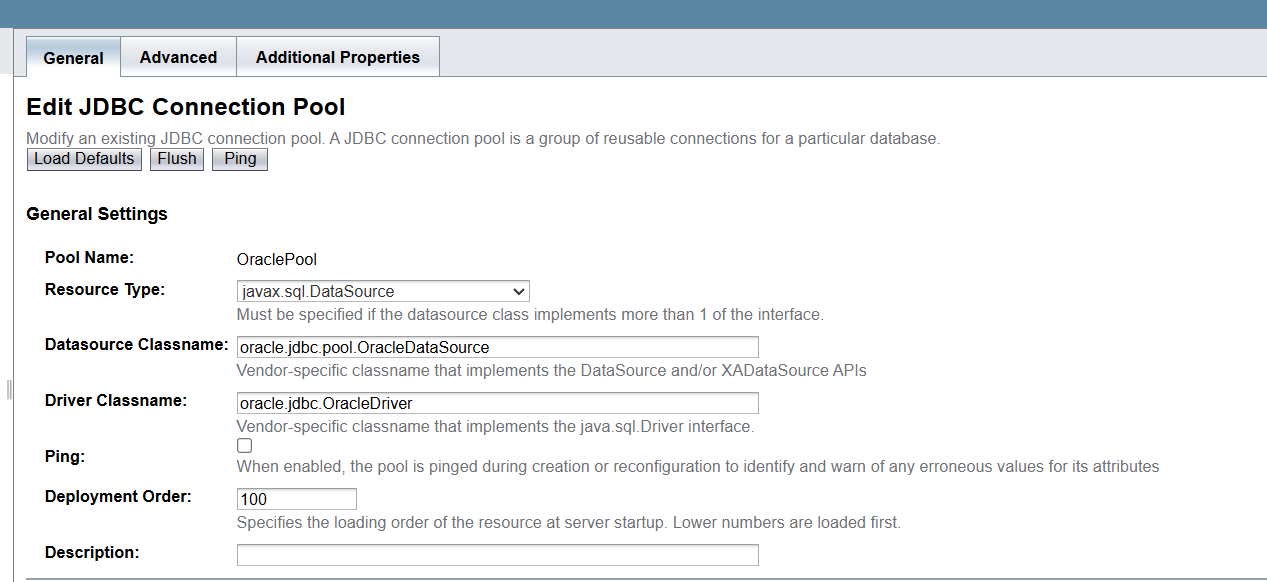 General Advanced Additional Properties
Edit JDBC Connection Pool
Modify an existing JDBC connection pool. A JDBC connection pool is a group of reusable connections for a particular database.
Load Defaults Flush Ping
General Settings
Pool Name: OraclePool
Resource Type: javax.sql.DataSource
Must be specified if the datasource class implements more than 1 of the interface.
Datasource Classname: oracle.jdbc.pool.OracleDataSource
Vendor-specific classname that implements the DataSource and/or XADataSource APIs
Driver Classname: oracle.jdbc.OracleDriver
Vendor-specific classname that implements the java.sql.Driver interface.
Ping:
When enabled, the pool is pinged during creation or reconfiguration to identify and warn of any erroneous values for its attributes
Deployment Order: 100
Specifies the loading order of the resource at server startup. Lower numbers are loaded first.
Description: